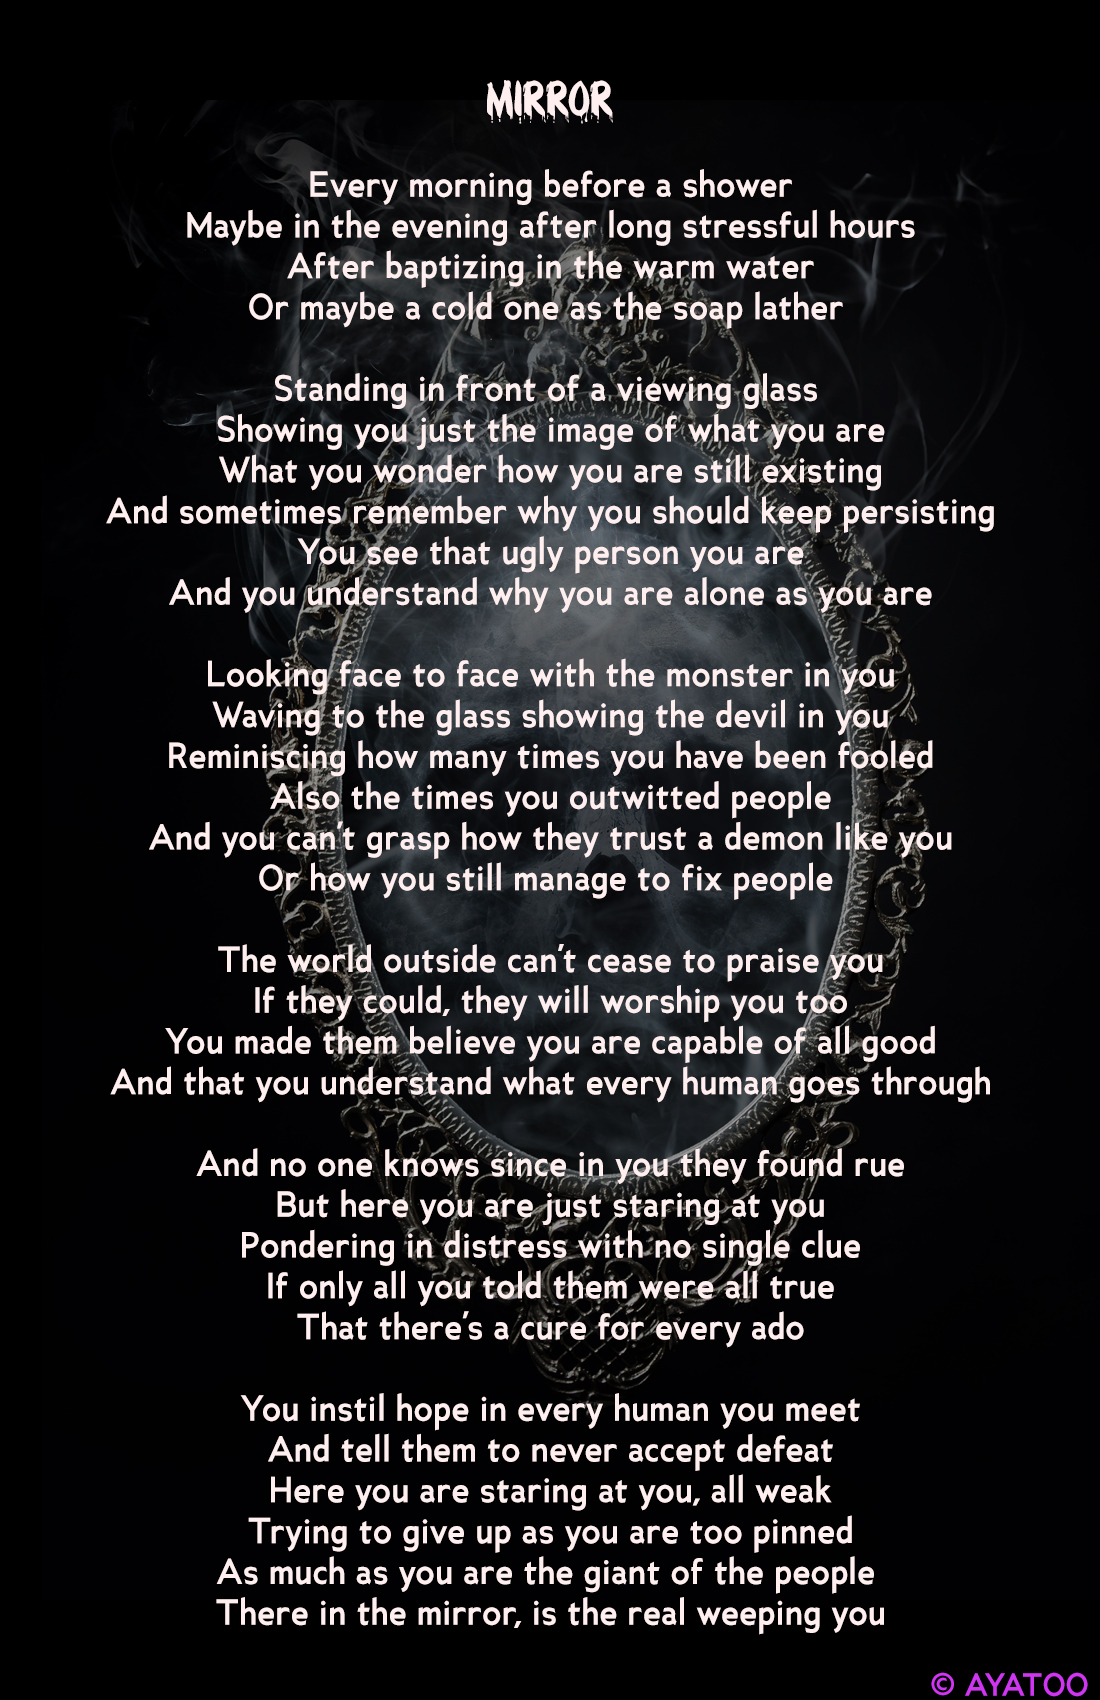 MIRROR
Every morning before a shower
Maybe in the evening after long stressful hours
After baptizing in the warm water
Or maybe a cold one as the soap lather
Standing in front of a viewing glass
Showing you just the image of what you are
What you wonder how you are still existing
And sometimes remember why you should keep persisting
You see that ugly person you are
And you understand why you are alone as you are
Looking face to face with the monster in you
Waving to the glass showing the devil in you
Reminiscing how many times you have been fooled
Also the times you outwitted people
And you can't grasp how they trust a demon like you
Or how you still manage to fix people
The world outside can't cease to praise you
If they could, they will worship you too
You made them believe you are capable of all good
And that you understand what every human goes through
And no one knows since in you they found rue
But here you are just staring at you
Pondering in distress with no single clue
If only all you told them were all true
That there's a cure for every ado
You instil hope in every human you meet
And tell them to never accept defeat
Here you are staring at you, all weak
Trying to give up as you are too pinned
As much as you are the giant of the people
There in the mirror, is the real weeping you
© AYATOO